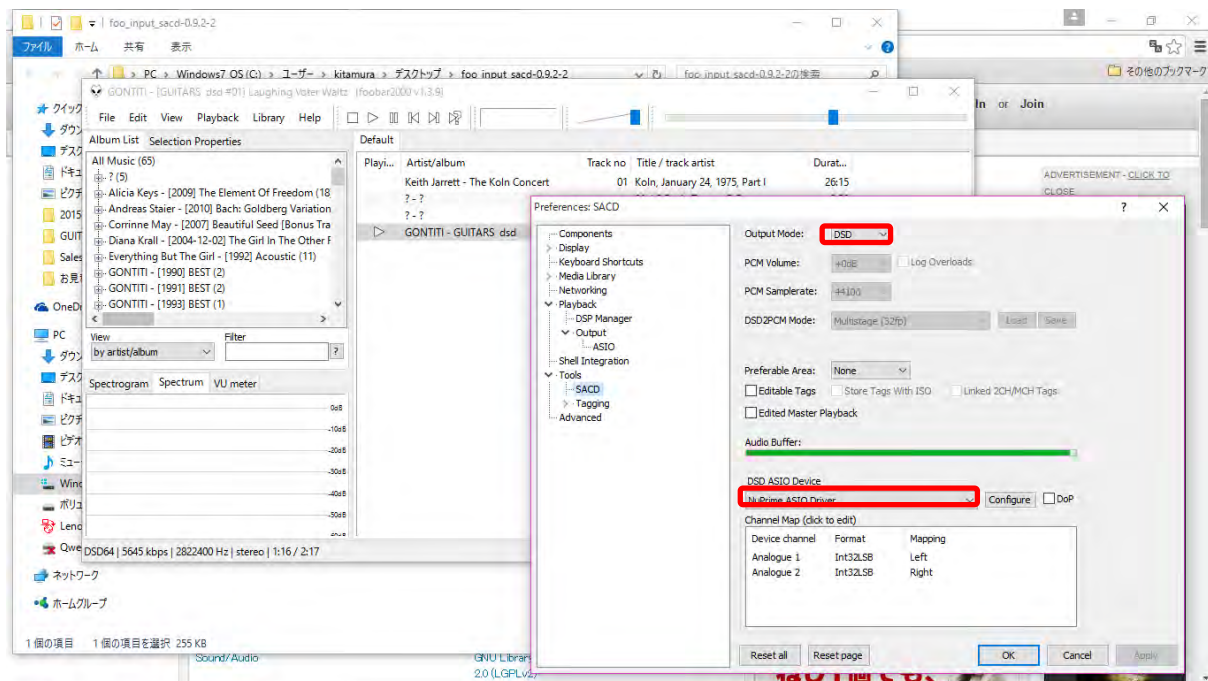 foo_input_sacd-0.9.2-2
ファイル ホーム 共有 表示
PC › Windows7 OS (C:) › ユーザー › kitamura › デスクトップ › foo_input_sacd-0.9.2-2
foo_input_sacd-0.9.2-2の検索
その他のブックマーク
In or Join
GONTITI - [GUITARS dsd #01] Laughing Voter Waltz (foobar2000 v1.3.9)
File Edit View Playback Library Help
Album List Selection Properties
All Music (65)
? (5)
Alicia Keys - [2009] The Element Of Freedom (18
Andreas Staier - [2010] Bach: Goldberg Variation
Corrinne May - [2007] Beautiful Seed [Bonus Tra
Diana Krall - [2004-12-02] The Girl In The Other F
Everything But The Girl - [1992] Acoustic (11)
GONTITI - [1990] BEST (2)
GONTITI - [1991] BEST (2)
GONTITI - [1993] BEST (1)
View Filter
by artist/album ?
Spectrogram Spectrum VU meter
0dB
-10dB
-20dB
-30dB
-40dB
-50dB
DSD64 | 5645 kbps | 2822400 Hz | stereo | 1:16 / 2:17
Default
Playi... Artist/album Track no Title / track artist Durat...
Keith Jarrett - The Koln Concert 01 Koln, January 24, 1975, Part I 26:15
? - ?
? - ?
GONTITI - GUITARS dsd
ADVERTISEMENT - CLICK TO
CLOSE
Preferences: SACD
Components
Display
Keyboard Shortcuts
Media Library
Networking
Playback
DSP Manager
Output
ASIO
Shell Integration
Tools
SACD
Tagging
Advanced
Output Mode: DSD
PCM Volume: +0dB Log Overloads
PCM Samplerate: 44100
DSD2PCM Mode: Multistage (32fp) Load Save
Preferable Area: None
Editable Tags Store Tags With ISO Linked 2CH/MCH Tags
Edited Master Playback
Audio Buffer:
DSD ASIO Device
NuPrime ASIO Driver Configure DoP
Channel Map (click to edit)
Device channel Format Mapping
Analogue 1 Int32LSB Left
Analogue 2 Int32LSB Right
Reset all Reset page OK Cancel Apply
PC
ネットワーク
ホームグループ
1 個の項目 1 個の項目を選択 255 KB
Sound/Audio
2.0 (LGPLv2)